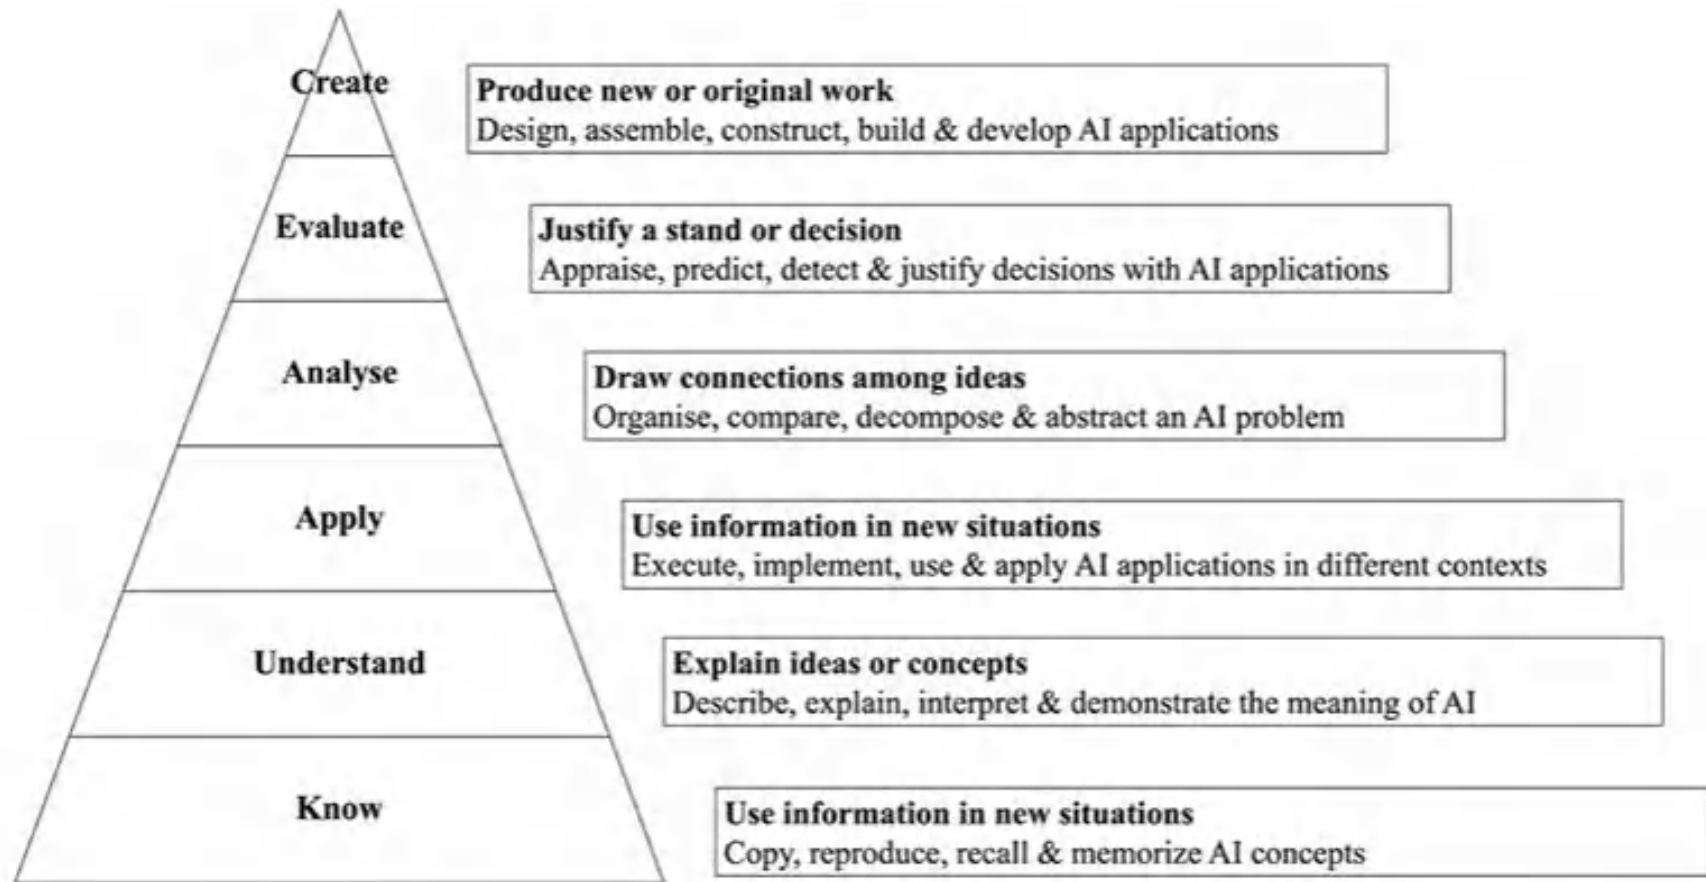 Create
Produce new or original work
Design, assemble, construct, build & develop AI applications
Evaluate
Justify a stand or decision
Appraise, predict, detect & justify decisions with AI applications
Analyse
Draw connections among ideas
Organise, compare, decompose & abstract an AI problem
Apply
Use information in new situations
Execute, implement, use & apply AI applications in different contexts
Understand
Explain ideas or concepts
Describe, explain, interpret & demonstrate the meaning of AI
Know
Use information in new situations
Copy, reproduce, recall & memorize AI concepts